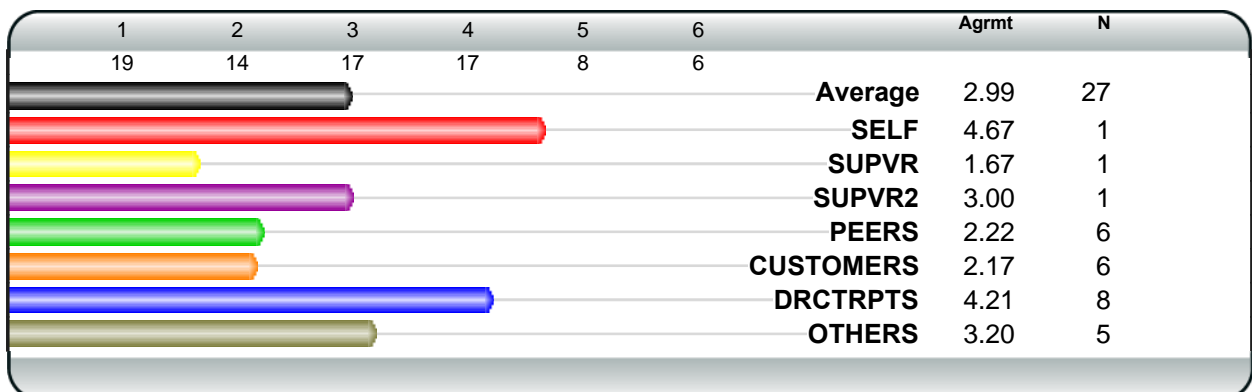 1 2 3 4 5 6 Agrmt N
19 14 17 17 8 6
Average 2.99 27
SELF 4.67 1
SUPVR 1.67 1
SUPVR2 3.00 1
PEERS 2.22 6
CUSTOMERS 2.17 6
DRCTRPTS 4.21 8
OTHERS 3.20 5